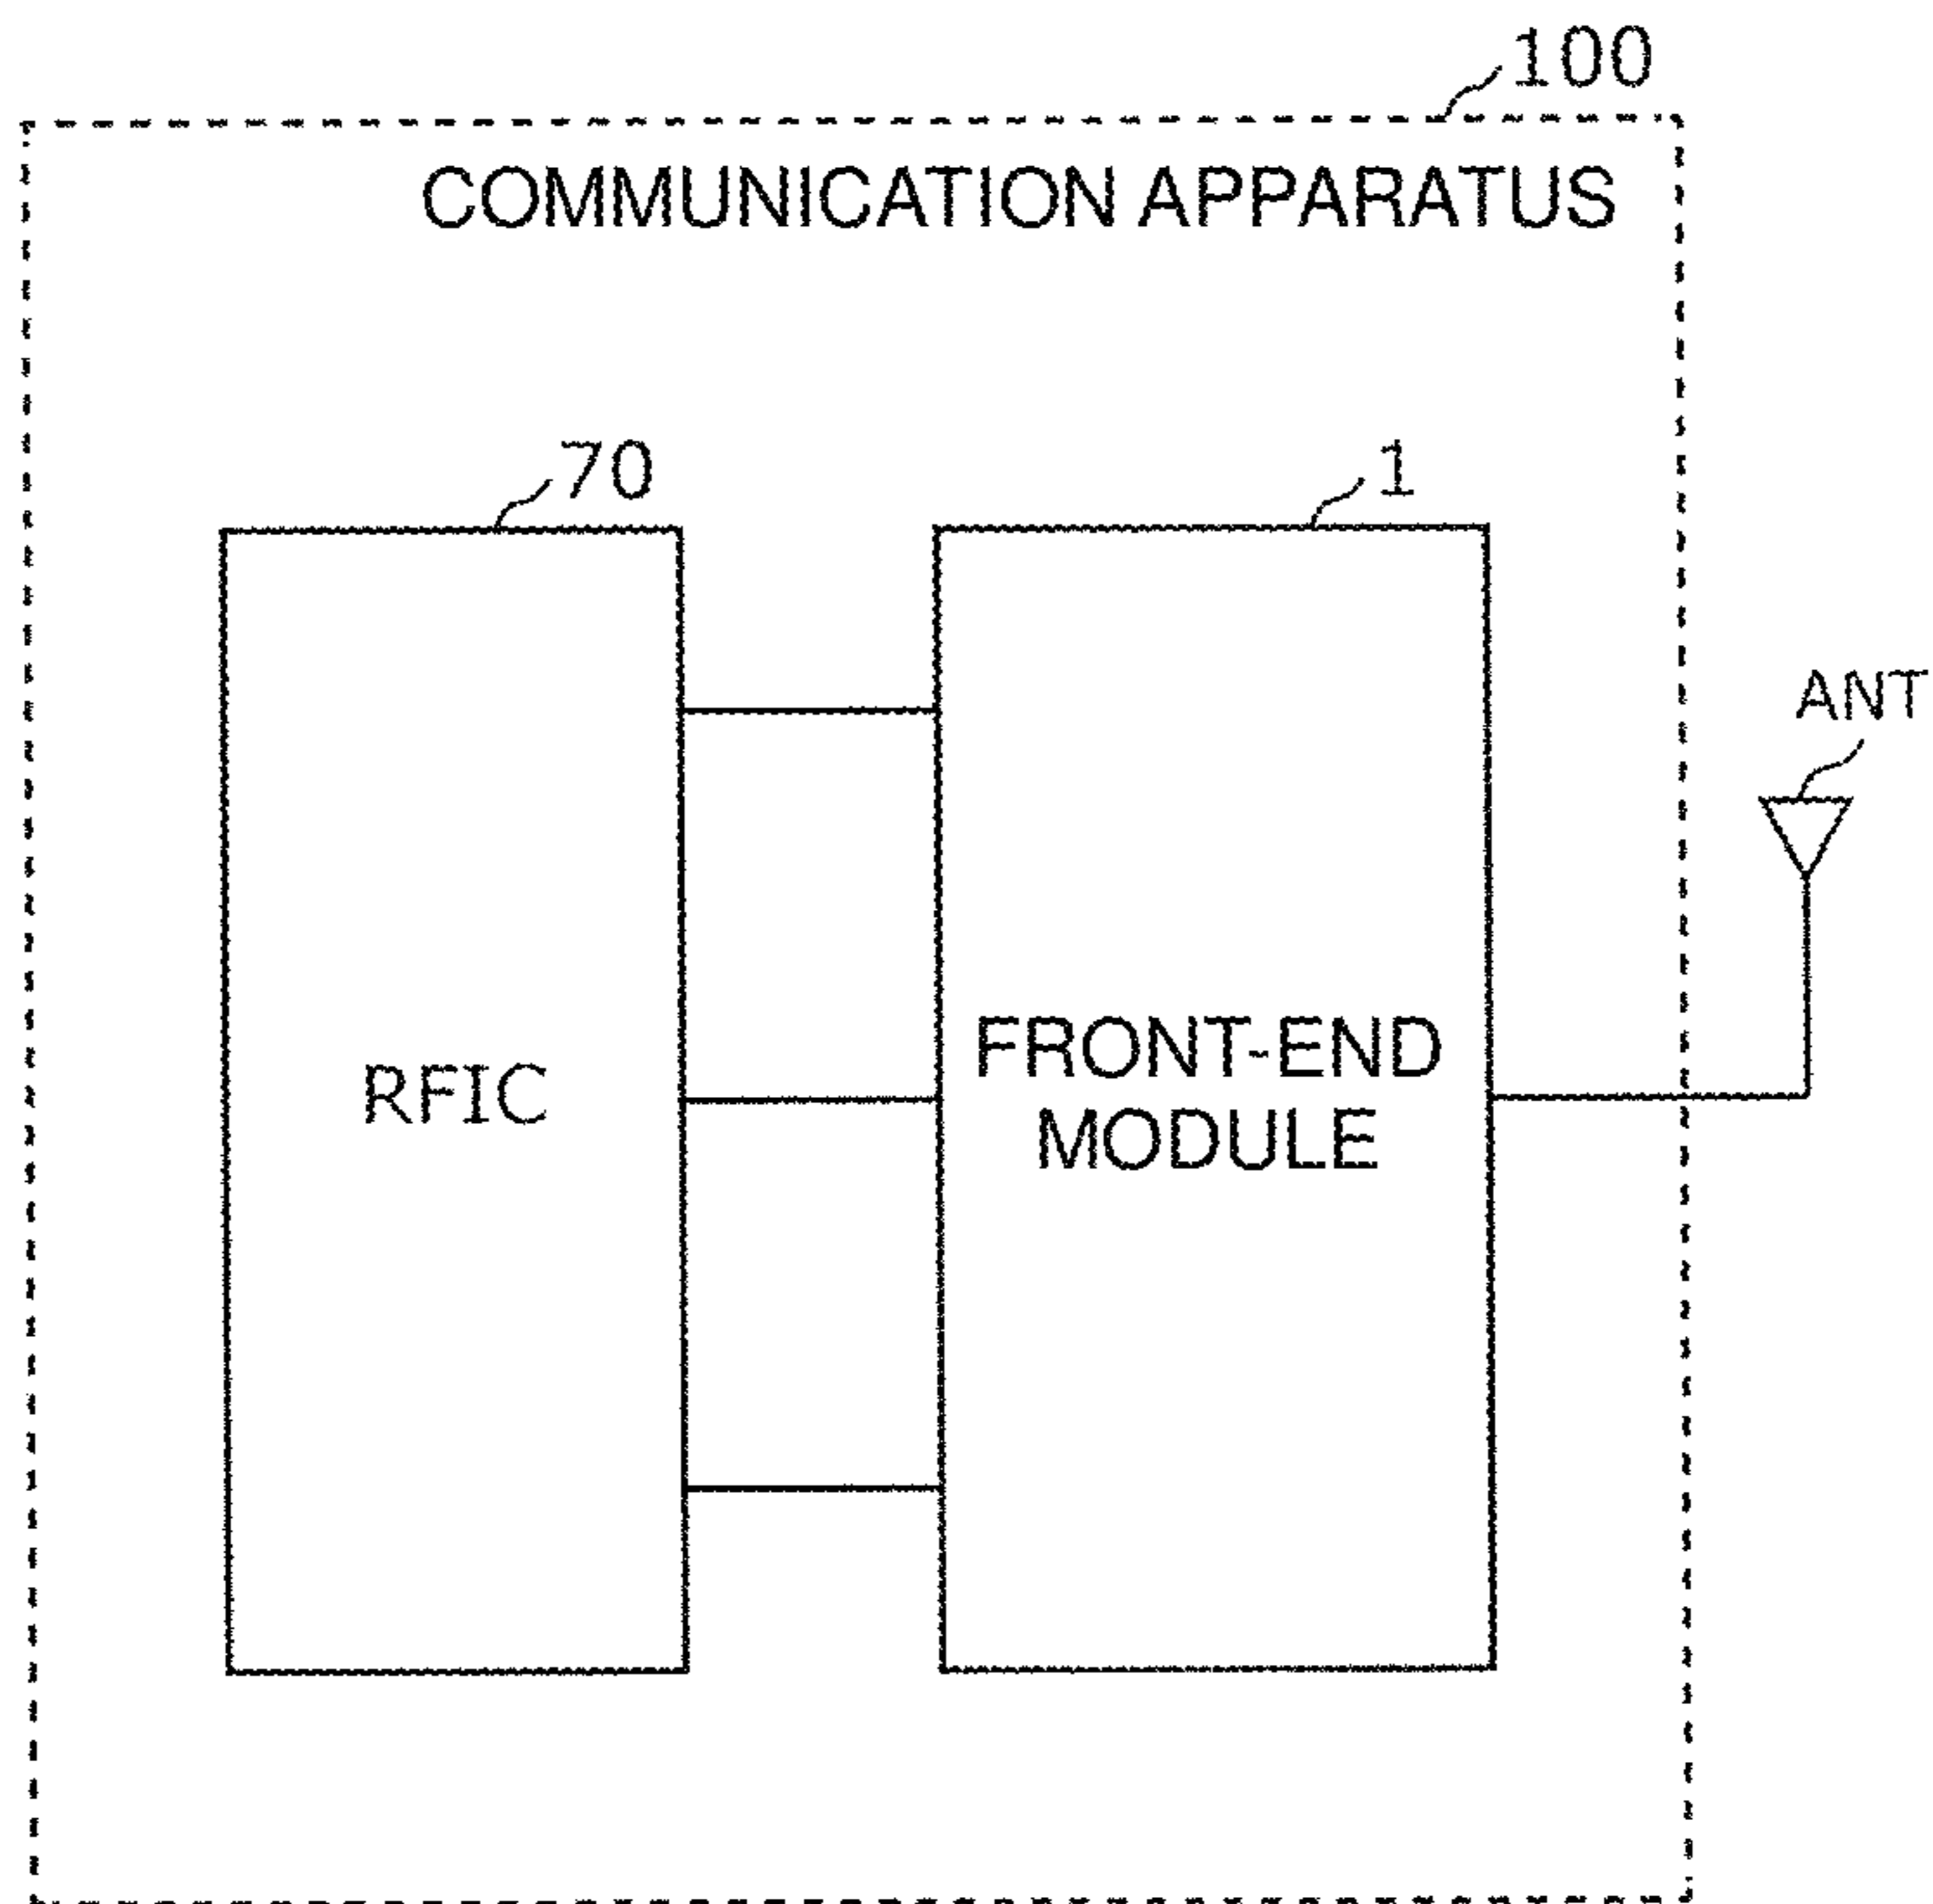 100
COMMUNICATION APPARATUS
70
1
ANT
RFIC
FRONT-END
MODULE